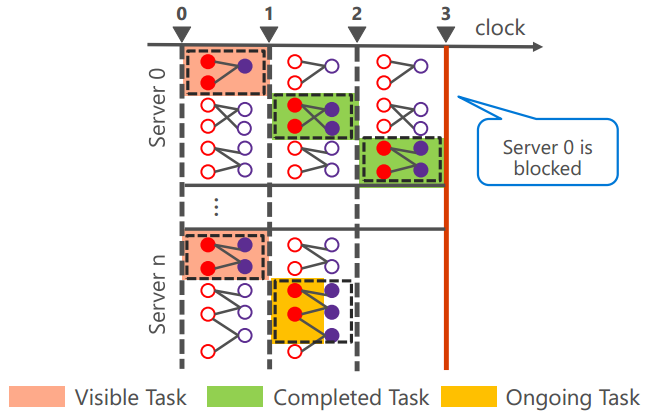 0 1 2 3 clock
Server 0
Server 0 is
blocked
...
Server n
Visible Task Completed Task Ongoing Task